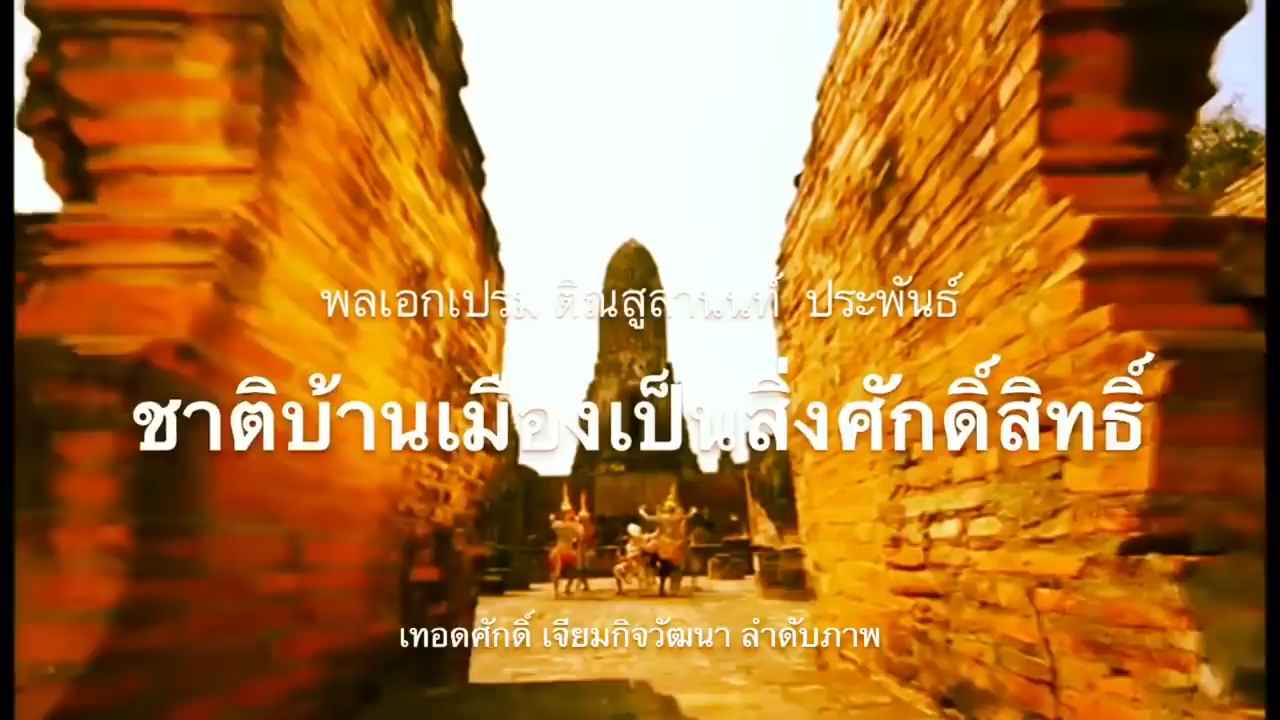 พลเอกเปรม ติณสูลานนท์ ประพันธ์
ชาติบ้านเมืองเป็นสิ่งศักดิ์สิทธิ์
เทอดศักดิ์ เจียมกิจวัฒนา ลำดับภาพ